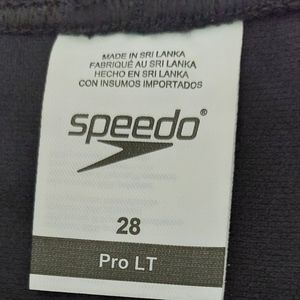 MADE IN SRI LANKA
FABRIQUÉ AU SRI LANKA
HECHO EN SRI LANKA
CON INSUMOS IMPORTADOS
speedo®
28
Pro LT